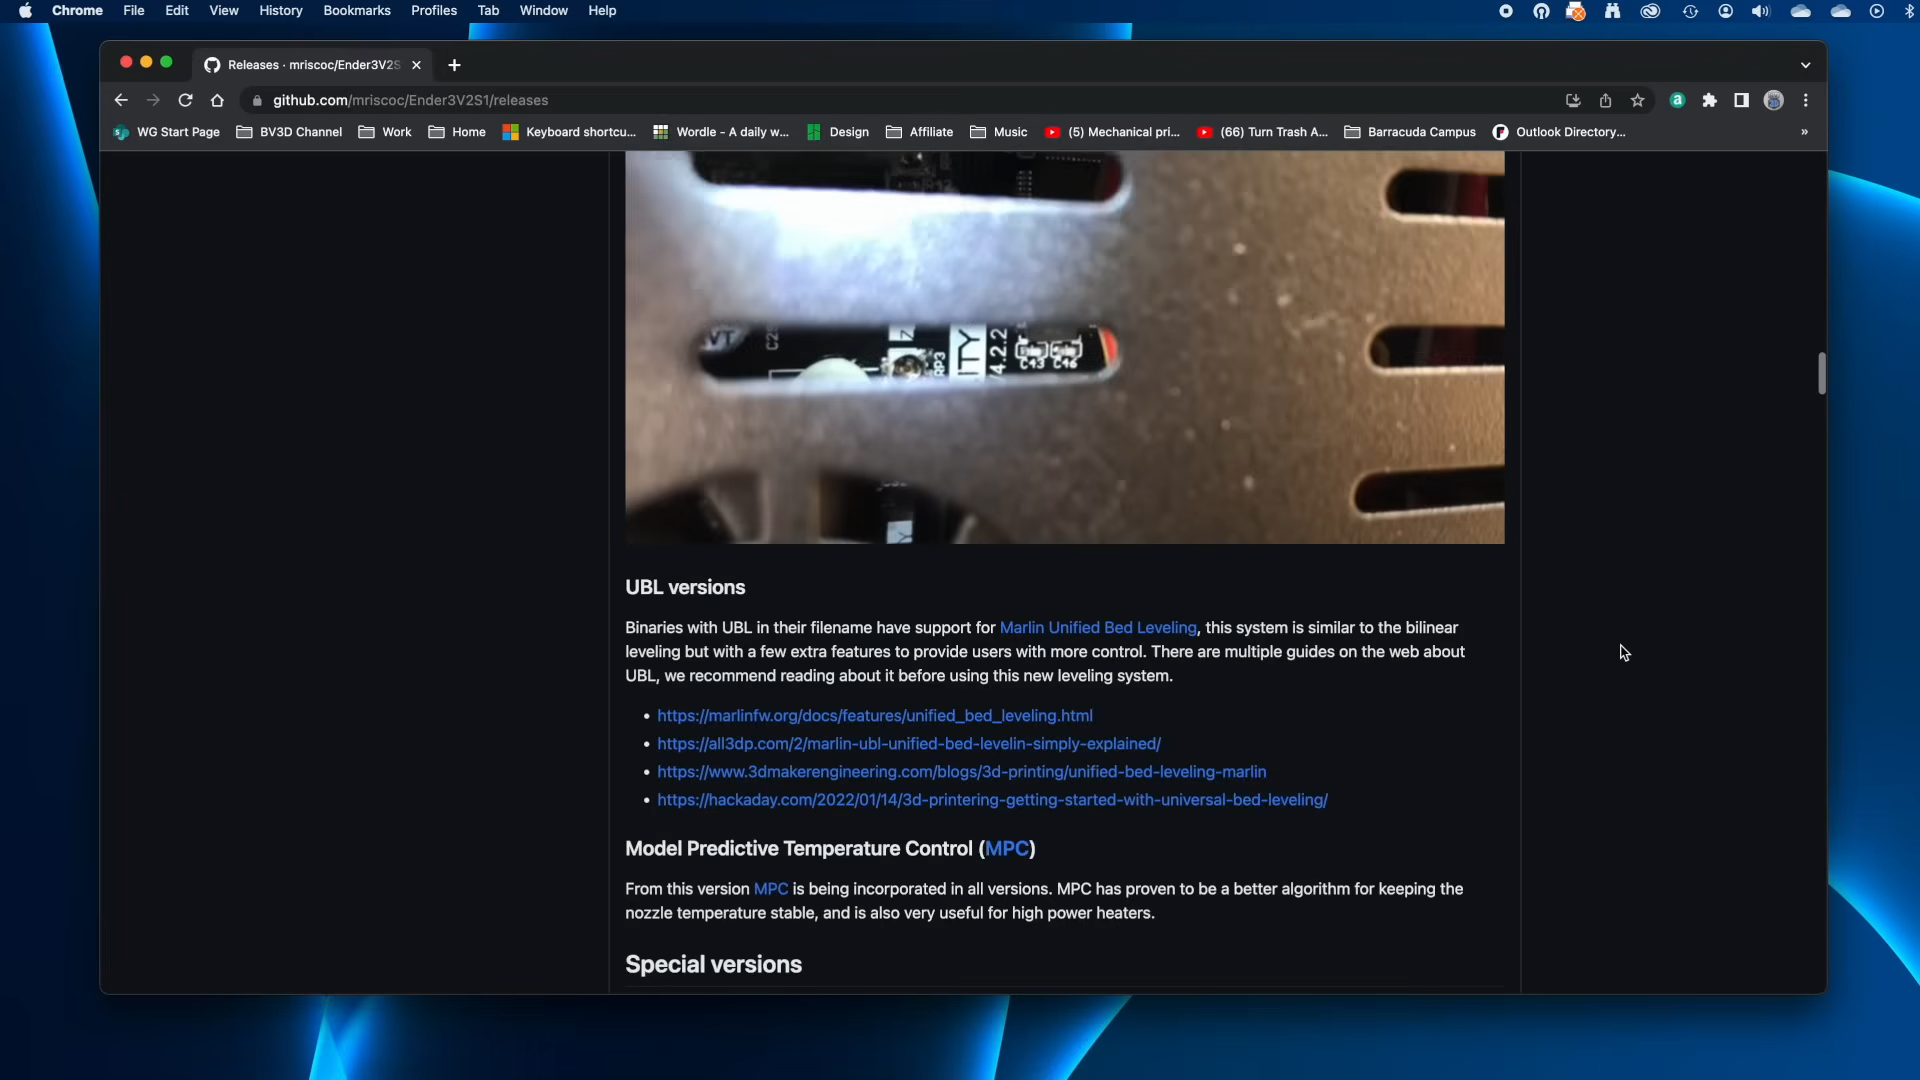 Chrome File Edit View History Bookmarks Profiles Tab Window Help
Releases · mriscoc/Ender3V2S
github.com/mriscoc/Ender3V2S1/releases
WG Start Page BV3D Channel Work Home Keyboard shortcu... Wordle - A daily w... Design Affiliate Music (5) Mechanical pri... (66) Turn Trash A... Barracuda Campus Outlook Directory... »
RP3
ITY
4.2.2
C43 C46
UBL versions
Binaries with UBL in their filename have support for Marlin Unified Bed Leveling, this system is similar to the bilinear
leveling but with a few extra features to provide users with more control. There are multiple guides on the web about
UBL, we recommend reading about it before using this new leveling system.
• https://marlinfw.org/docs/features/unified_bed_leveling.html
• https://all3dp.com/2/marlin-ubl-unified-bed-levelin-simply-explained/
• https://www.3dmakerengineering.com/blogs/3d-printing/unified-bed-leveling-marlin
• https://hackaday.com/2022/01/14/3d-printering-getting-started-with-universal-bed-leveling/
Model Predictive Temperature Control (MPC)
From this version MPC is being incorporated in all versions. MPC has proven to be a better algorithm for keeping the
nozzle temperature stable, and is also very useful for high power heaters.
Special versions